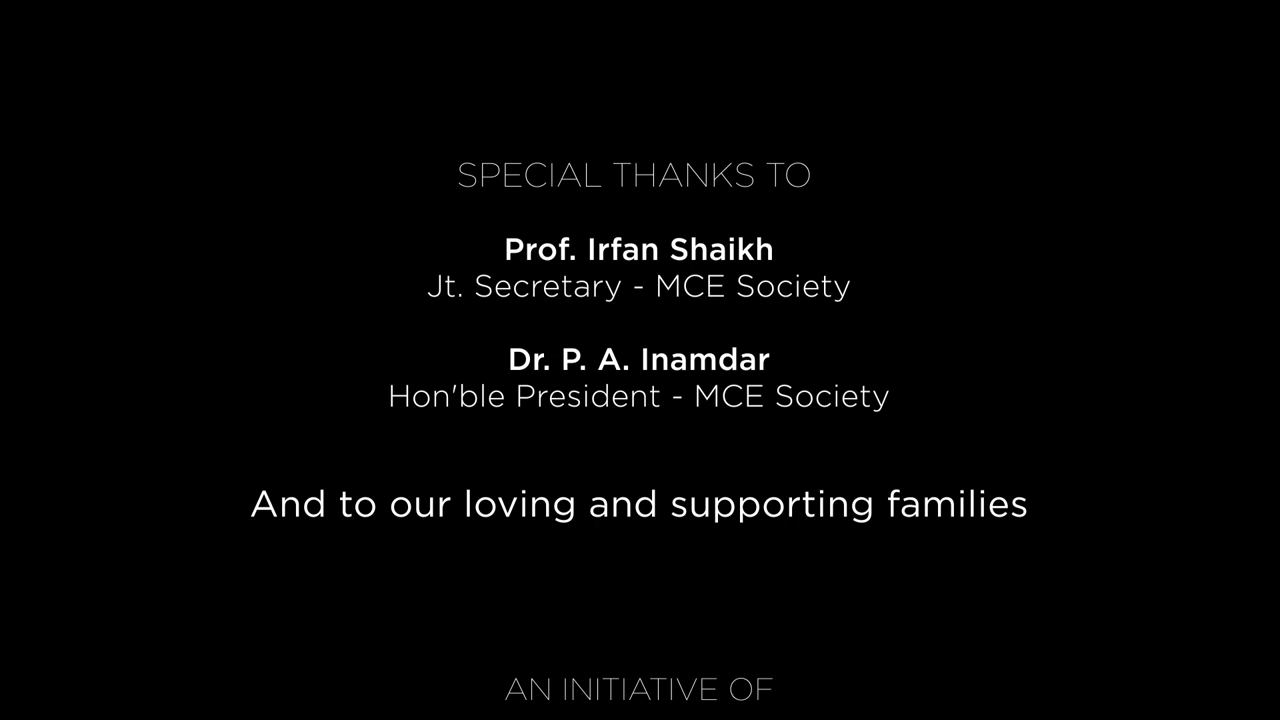 SPECIAL THANKS TO
Prof. Irfan Shaikh
Jt. Secretary - MCE Society
Dr. P. A. Inamdar
Hon'ble President - MCE Society
And to our loving and supporting families
AN INITIATIVE OF